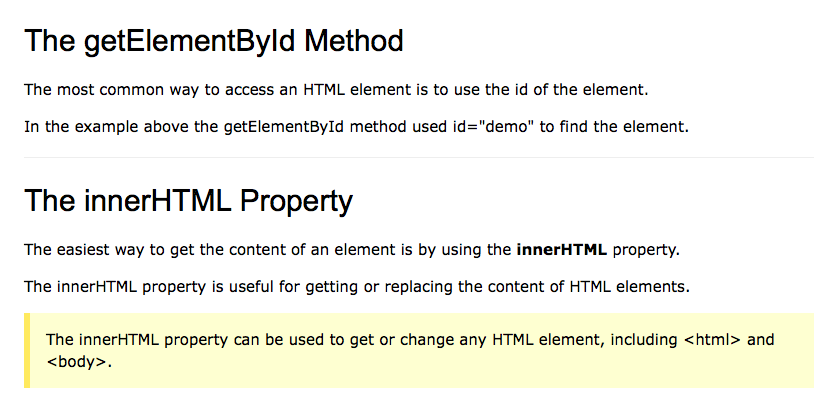 The getElementById Method
The most common way to access an HTML element is to use the id of the element.
In the example above the getElementById method used id="demo" to find the element.
The innerHTML Property
The easiest way to get the content of an element is by using the innerHTML property.
The innerHTML property is useful for getting or replacing the content of HTML elements.
The innerHTML property can be used to get or change any HTML element, including <html> and
<body>.